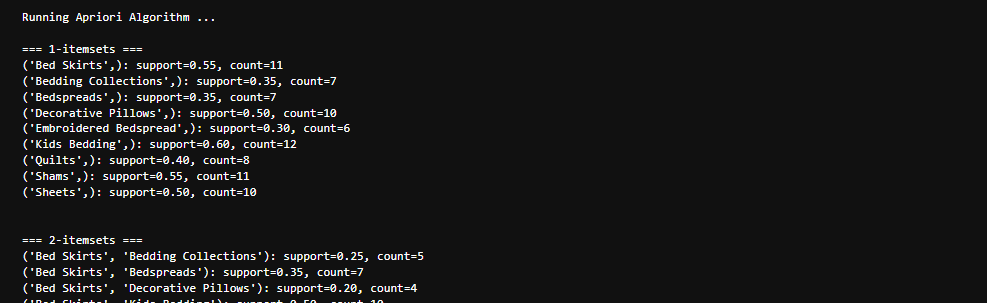 Running Apriori Algorithm ...
=== 1-itemsets ===
('Bed Skirts',): support=0.55, count=11
('Bedding Collections',): support=0.35, count=7
('Bedspreads',): support=0.35, count=7
('Decorative Pillows',): support=0.50, count=10
('Embroidered Bedspread',): support=0.30, count=6
('Kids Bedding',): support=0.60, count=12
('Quilts',): support=0.40, count=8
('Shams',): support=0.55, count=11
('Sheets',): support=0.50, count=10
=== 2-itemsets ===
('Bed Skirts', 'Bedding Collections'): support=0.25, count=5
('Bed Skirts', 'Bedspreads'): support=0.35, count=7
('Bed Skirts', 'Decorative Pillows'): support=0.20, count=4
('Bed Skirts', 'Kids Bedding'): support=0.50, count=10